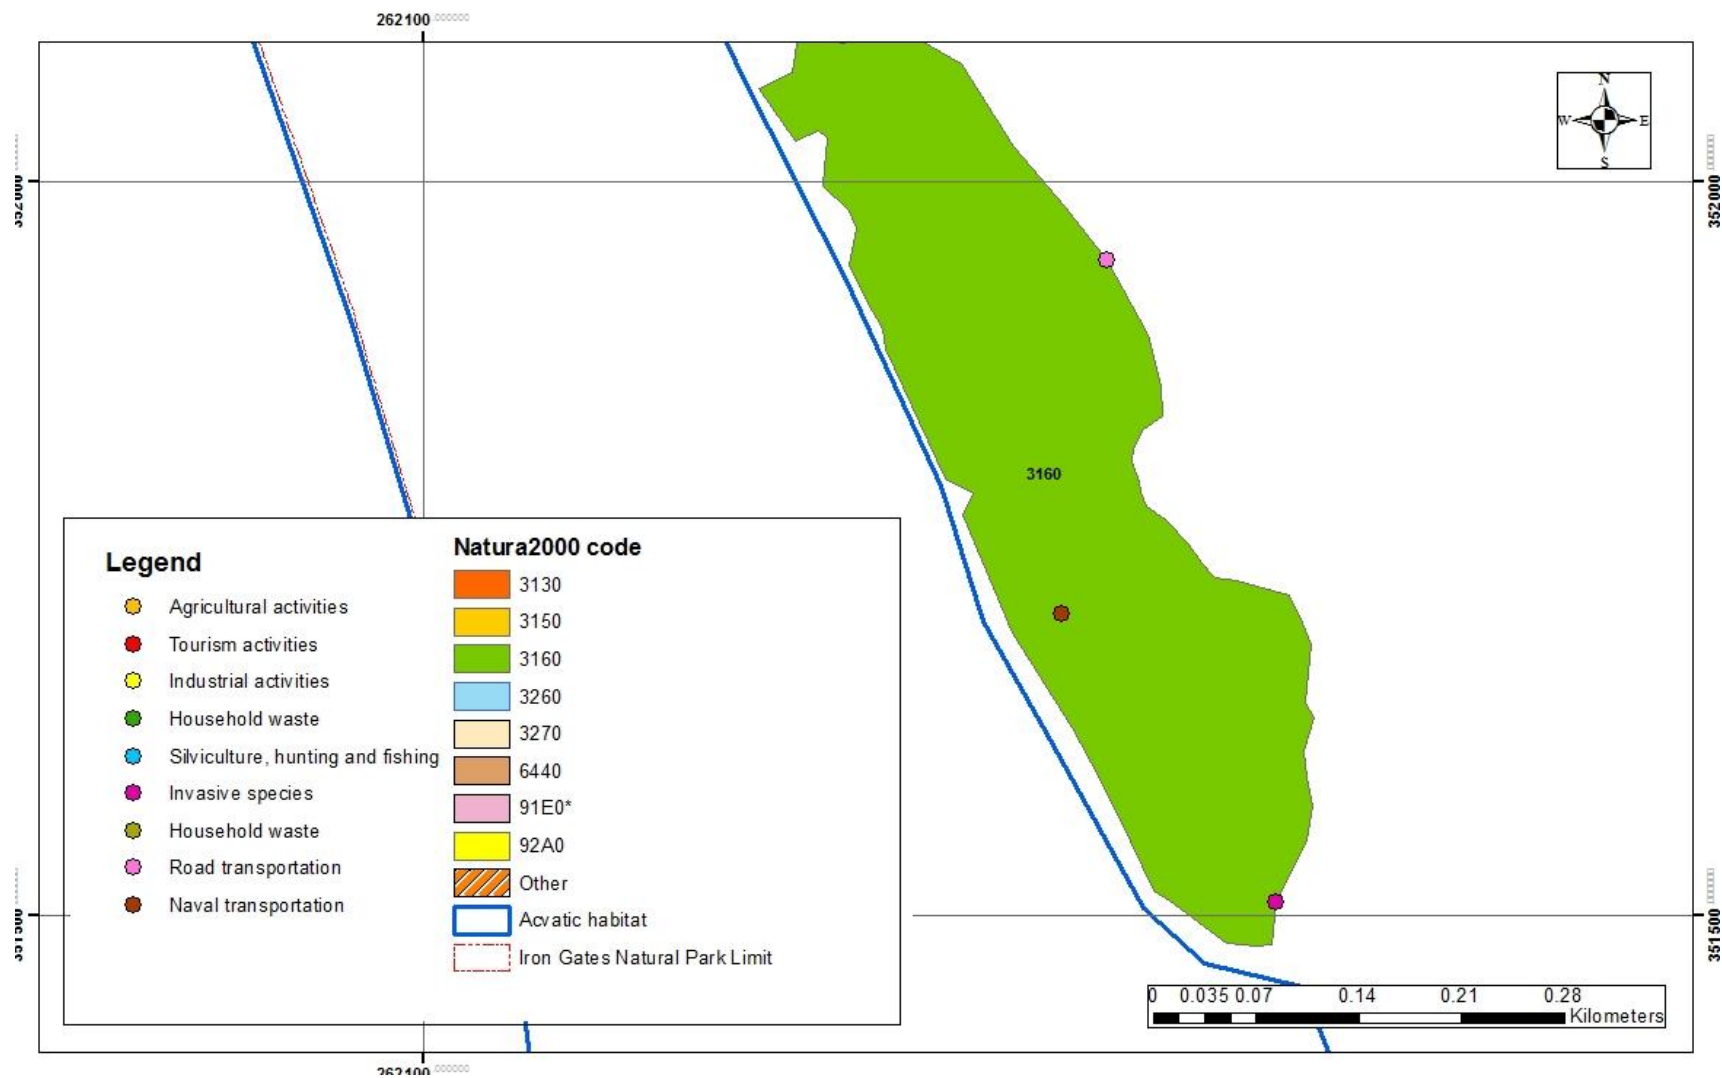 262100
N
W E
S
352000
352000
3160
Legend
Agricultural activities
Tourism activities
Industrial activities
Household waste
Silviculture, hunting and fishing
Invasive species
Household waste
Road transportation
Naval transportation
Natura2000 code
3130
3150
3160
3260
3270
6440
91E0*
92A0
Other
Acvatic habitat
Iron Gates Natural Park Limit
351500
351500
0 0.035 0.07 0.14 0.21 0.28
Kilometers
262100